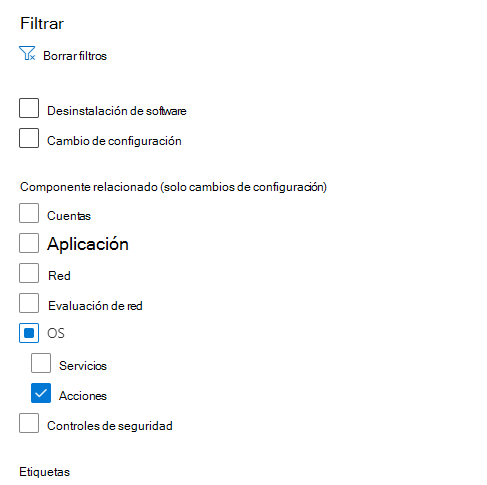 Filtrar
Borrar filtros
Desinstalación de software
Cambio de configuración
Componente relacionado (solo cambios de configuración)
Cuentas
Aplicación
Red
Evaluación de red
OS
Servicios
Acciones
Controles de seguridad
Etiquetas